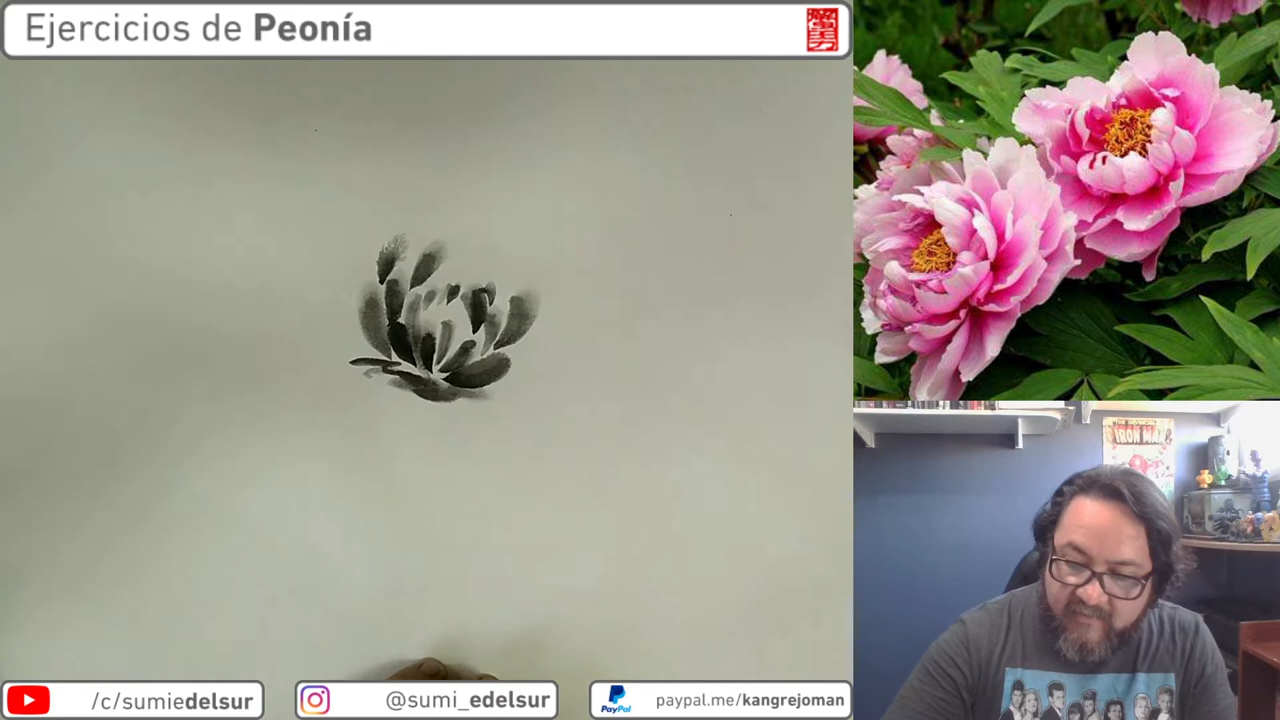 Ejercicios de Peonía
IRON MAN
/c/sumiedelsur
@sumi_edelsur
PayPal
paypal.me/kangrejoman